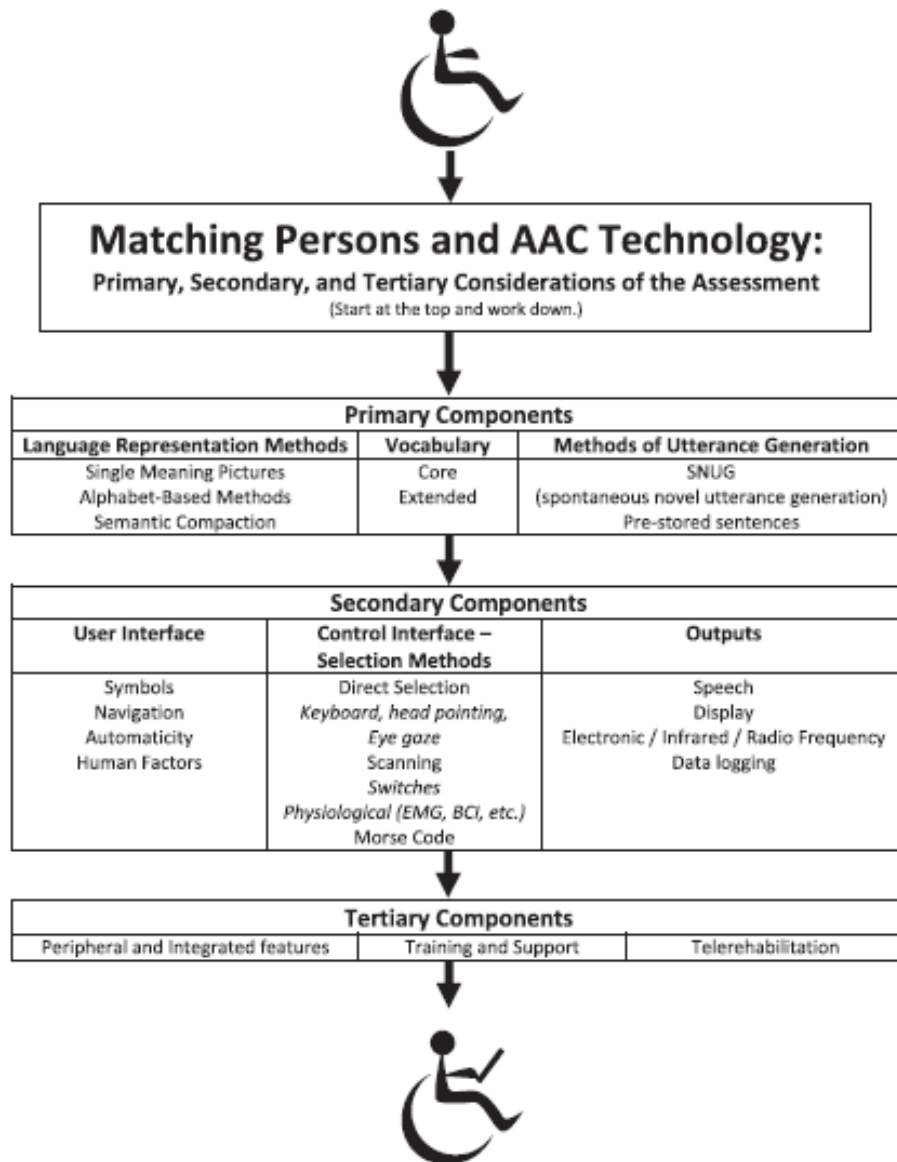 Matching Persons and AAC Technology:
Primary, Secondary, and Tertiary Considerations of the Assessment
(Start at the top and work down.)
Primary Components
Language Representation Methods
Single Meaning Pictures
Alphabet-Based Methods
Semantic Compaction
Vocabulary
Core
Extended
Methods of Utterance Generation
SNUG
(spontaneous novel utterance generation)
Pre-stored sentences
Secondary Components
User Interface
Symbols
Navigation
Automaticity
Human Factors
Control Interface –
Selection Methods
Direct Selection
Keyboard, head pointing,
Eye gaze
Scanning
Switches
Physiological (EMG, BCI, etc.)
Morse Code
Outputs
Speech
Display
Electronic / Infrared / Radio Frequency
Data logging
Tertiary Components
Peripheral and Integrated features
Training and Support
Telerehabilitation